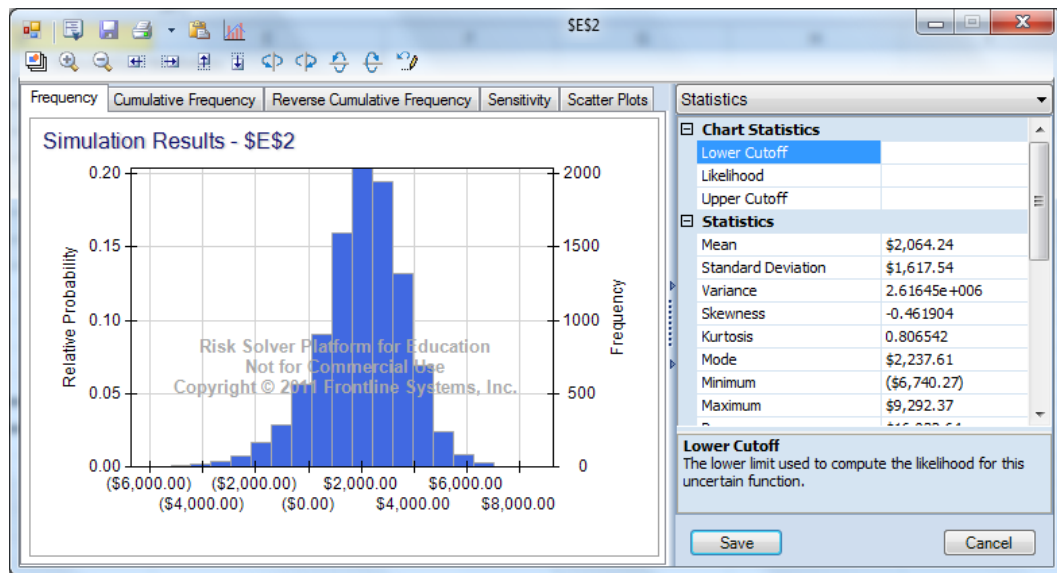 $E$2
Frequency Cumulative Frequency Reverse Cumulative Frequency Sensitivity Scatter Plots
Simulation Results - $E$2
0.20
0.15
0.10
0.05
0.00
Relative Probability
2000
1500
1000
500
0
Frequency
Risk Solver Platform for Education
Not for Commercial Use
Copyright © 2011 Frontline Systems, Inc.
($6,000.00) ($2,000.00) $2,000.00 $6,000.00
($4,000.00) ($0.00) $4,000.00 $8,000.00
Statistics
Chart Statistics
Lower Cutoff
Likelihood
Upper Cutoff
Statistics
Mean $2,064.24
Standard Deviation $1,617.54
Variance 2.61645e+006
Skewness -0.461904
Kurtosis 0.806542
Mode $2,237.61
Minimum ($6,740.27)
Maximum $9,292.37
Lower Cutoff
The lower limit used to compute the likelihood for this
uncertain function.
Save Cancel